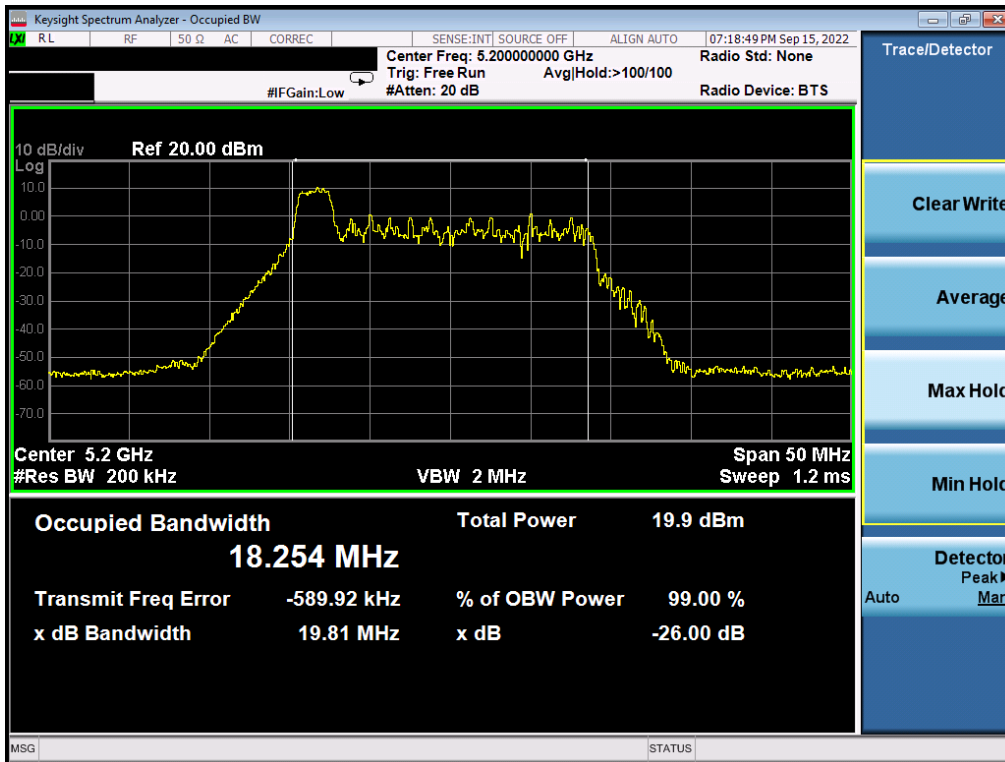 Keysight Spectrum Analyzer - Occupied BW
LXI RL RF 50 Ω AC CORREC SENSE:INT SOURCE OFF ALIGN AUTO 07:18:49 PM Sep 15, 2022
Center Freq: 5.200000000 GHz Radio Std: None
Trig: Free Run Avg|Hold:>100/100
#IFGain:Low #Atten: 20 dB Radio Device: BTS
10 dB/div Ref 20.00 dBm
Log
10.0
0.00
-10.0
-20.0
-30.0
-40.0
-50.0
-60.0
-70.0
Center 5.2 GHz Span 50 MHz
#Res BW 200 kHz VBW 2 MHz Sweep 1.2 ms
Occupied Bandwidth Total Power 19.9 dBm
18.254 MHz
Transmit Freq Error -589.92 kHz % of OBW Power 99.00 %
x dB Bandwidth 19.81 MHz x dB -26.00 dB
MSG STATUS
Trace/Detector
Clear Write
Average
Max Hold
Min Hold
Detector
Peak
Auto Man